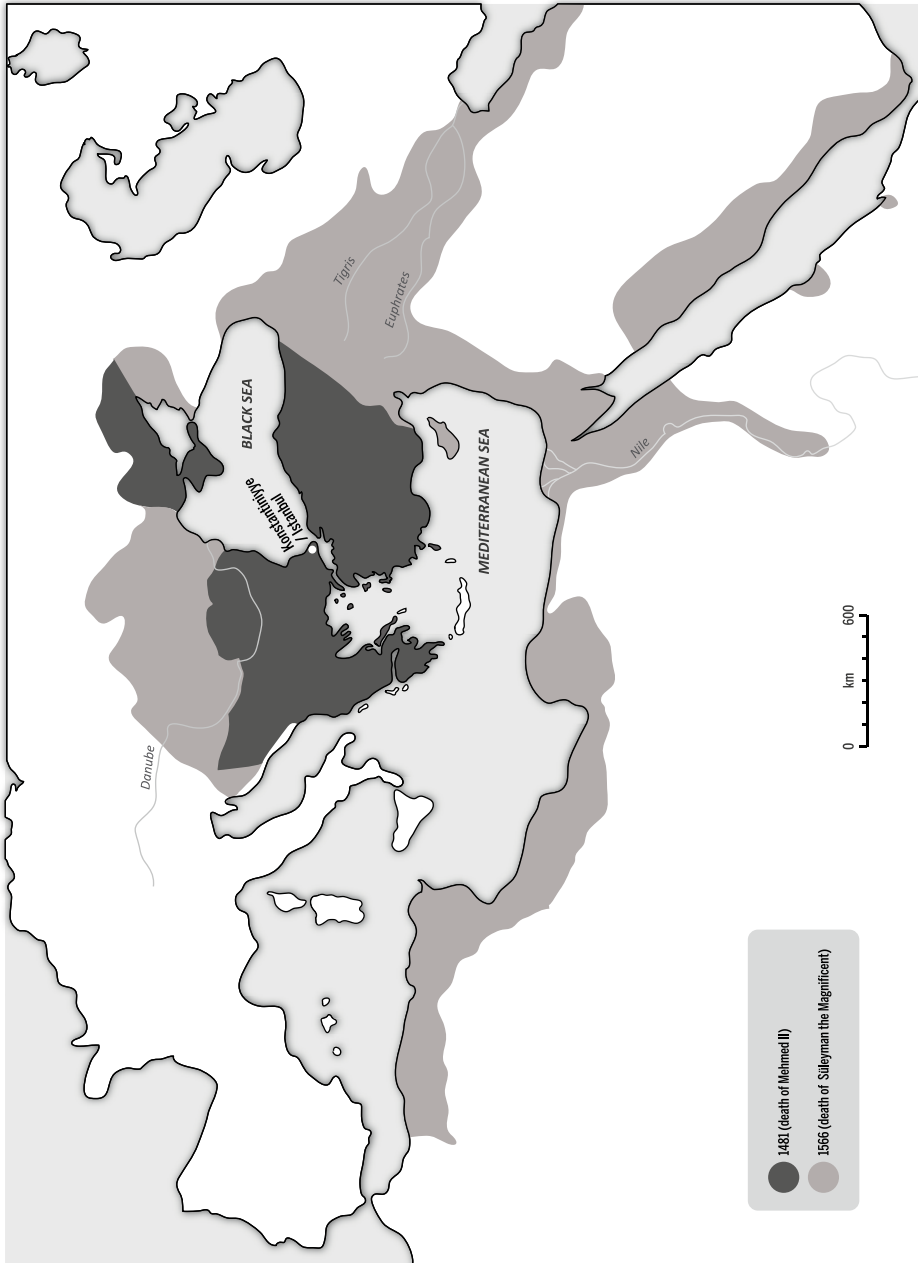 Danube
BLACK SEA
Konstantiniyye
/ Istanbul
Tigris
Euphrates
MEDITERRANEAN SEA
Nile
0 km 600
1481 (death of Mehmed II)
1566 (death of Süleyman the Magnificent)